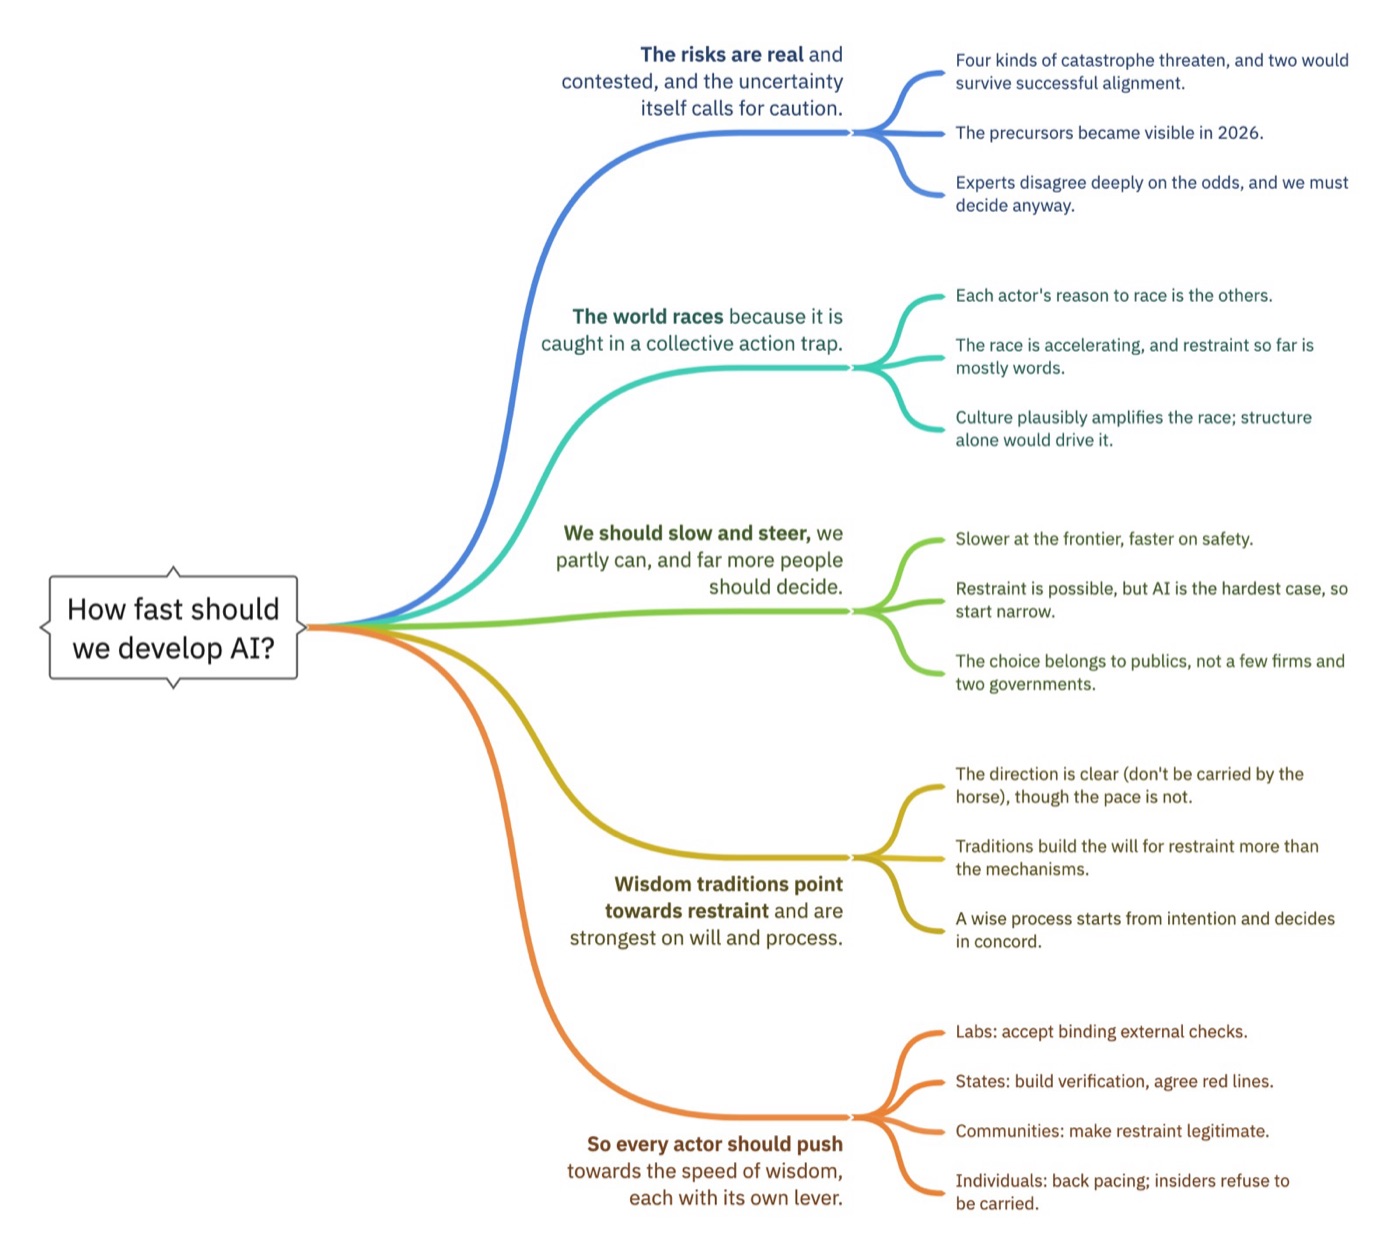 How fast should
we develop AI?
The risks are real and
contested, and the uncertainty
itself calls for caution.
Four kinds of catastrophe threaten, and two would
survive successful alignment.
The precursors became visible in 2026.
Experts disagree deeply on the odds, and we must
decide anyway.
The world races because it is
caught in a collective action trap.
Each actor's reason to race is the others.
The race is accelerating, and restraint so far is
mostly words.
Culture plausibly amplifies the race; structure
alone would drive it.
We should slow and steer, we
partly can, and far more people
should decide.
Slower at the frontier, faster on safety.
Restraint is possible, but AI is the hardest case, so
start narrow.
The choice belongs to publics, not a few firms and
two governments.
Wisdom traditions point
towards restraint and are
strongest on will and process.
The direction is clear (don't be carried by the
horse), though the pace is not.
Traditions build the will for restraint more than
the mechanisms.
A wise process starts from intention and decides
in concord.
So every actor should push
towards the speed of wisdom,
each with its own lever.
Labs: accept binding external checks.
States: build verification, agree red lines.
Communities: make restraint legitimate.
Individuals: back pacing; insiders refuse to
be carried.